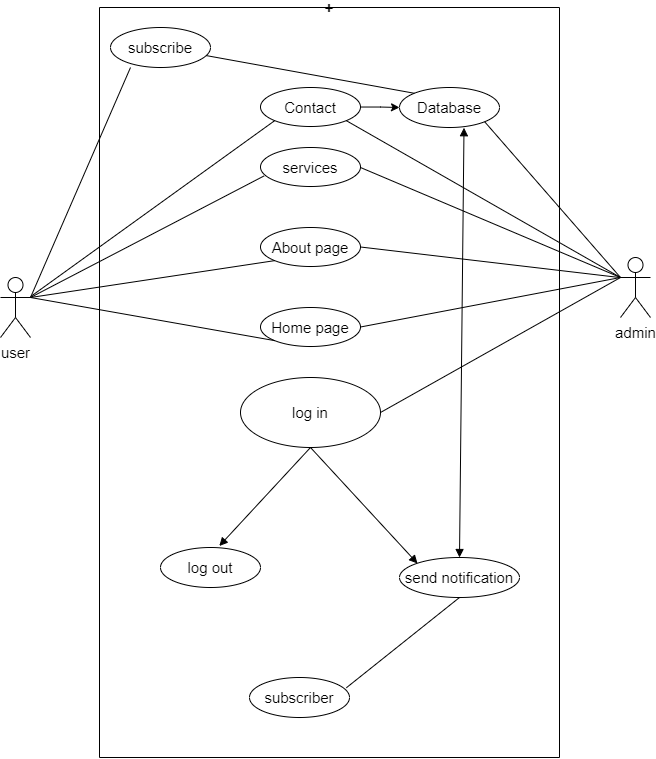 subscribe
Contact
Database
services
About page
user
admin
Home page
log in
log out
send notification
subscriber